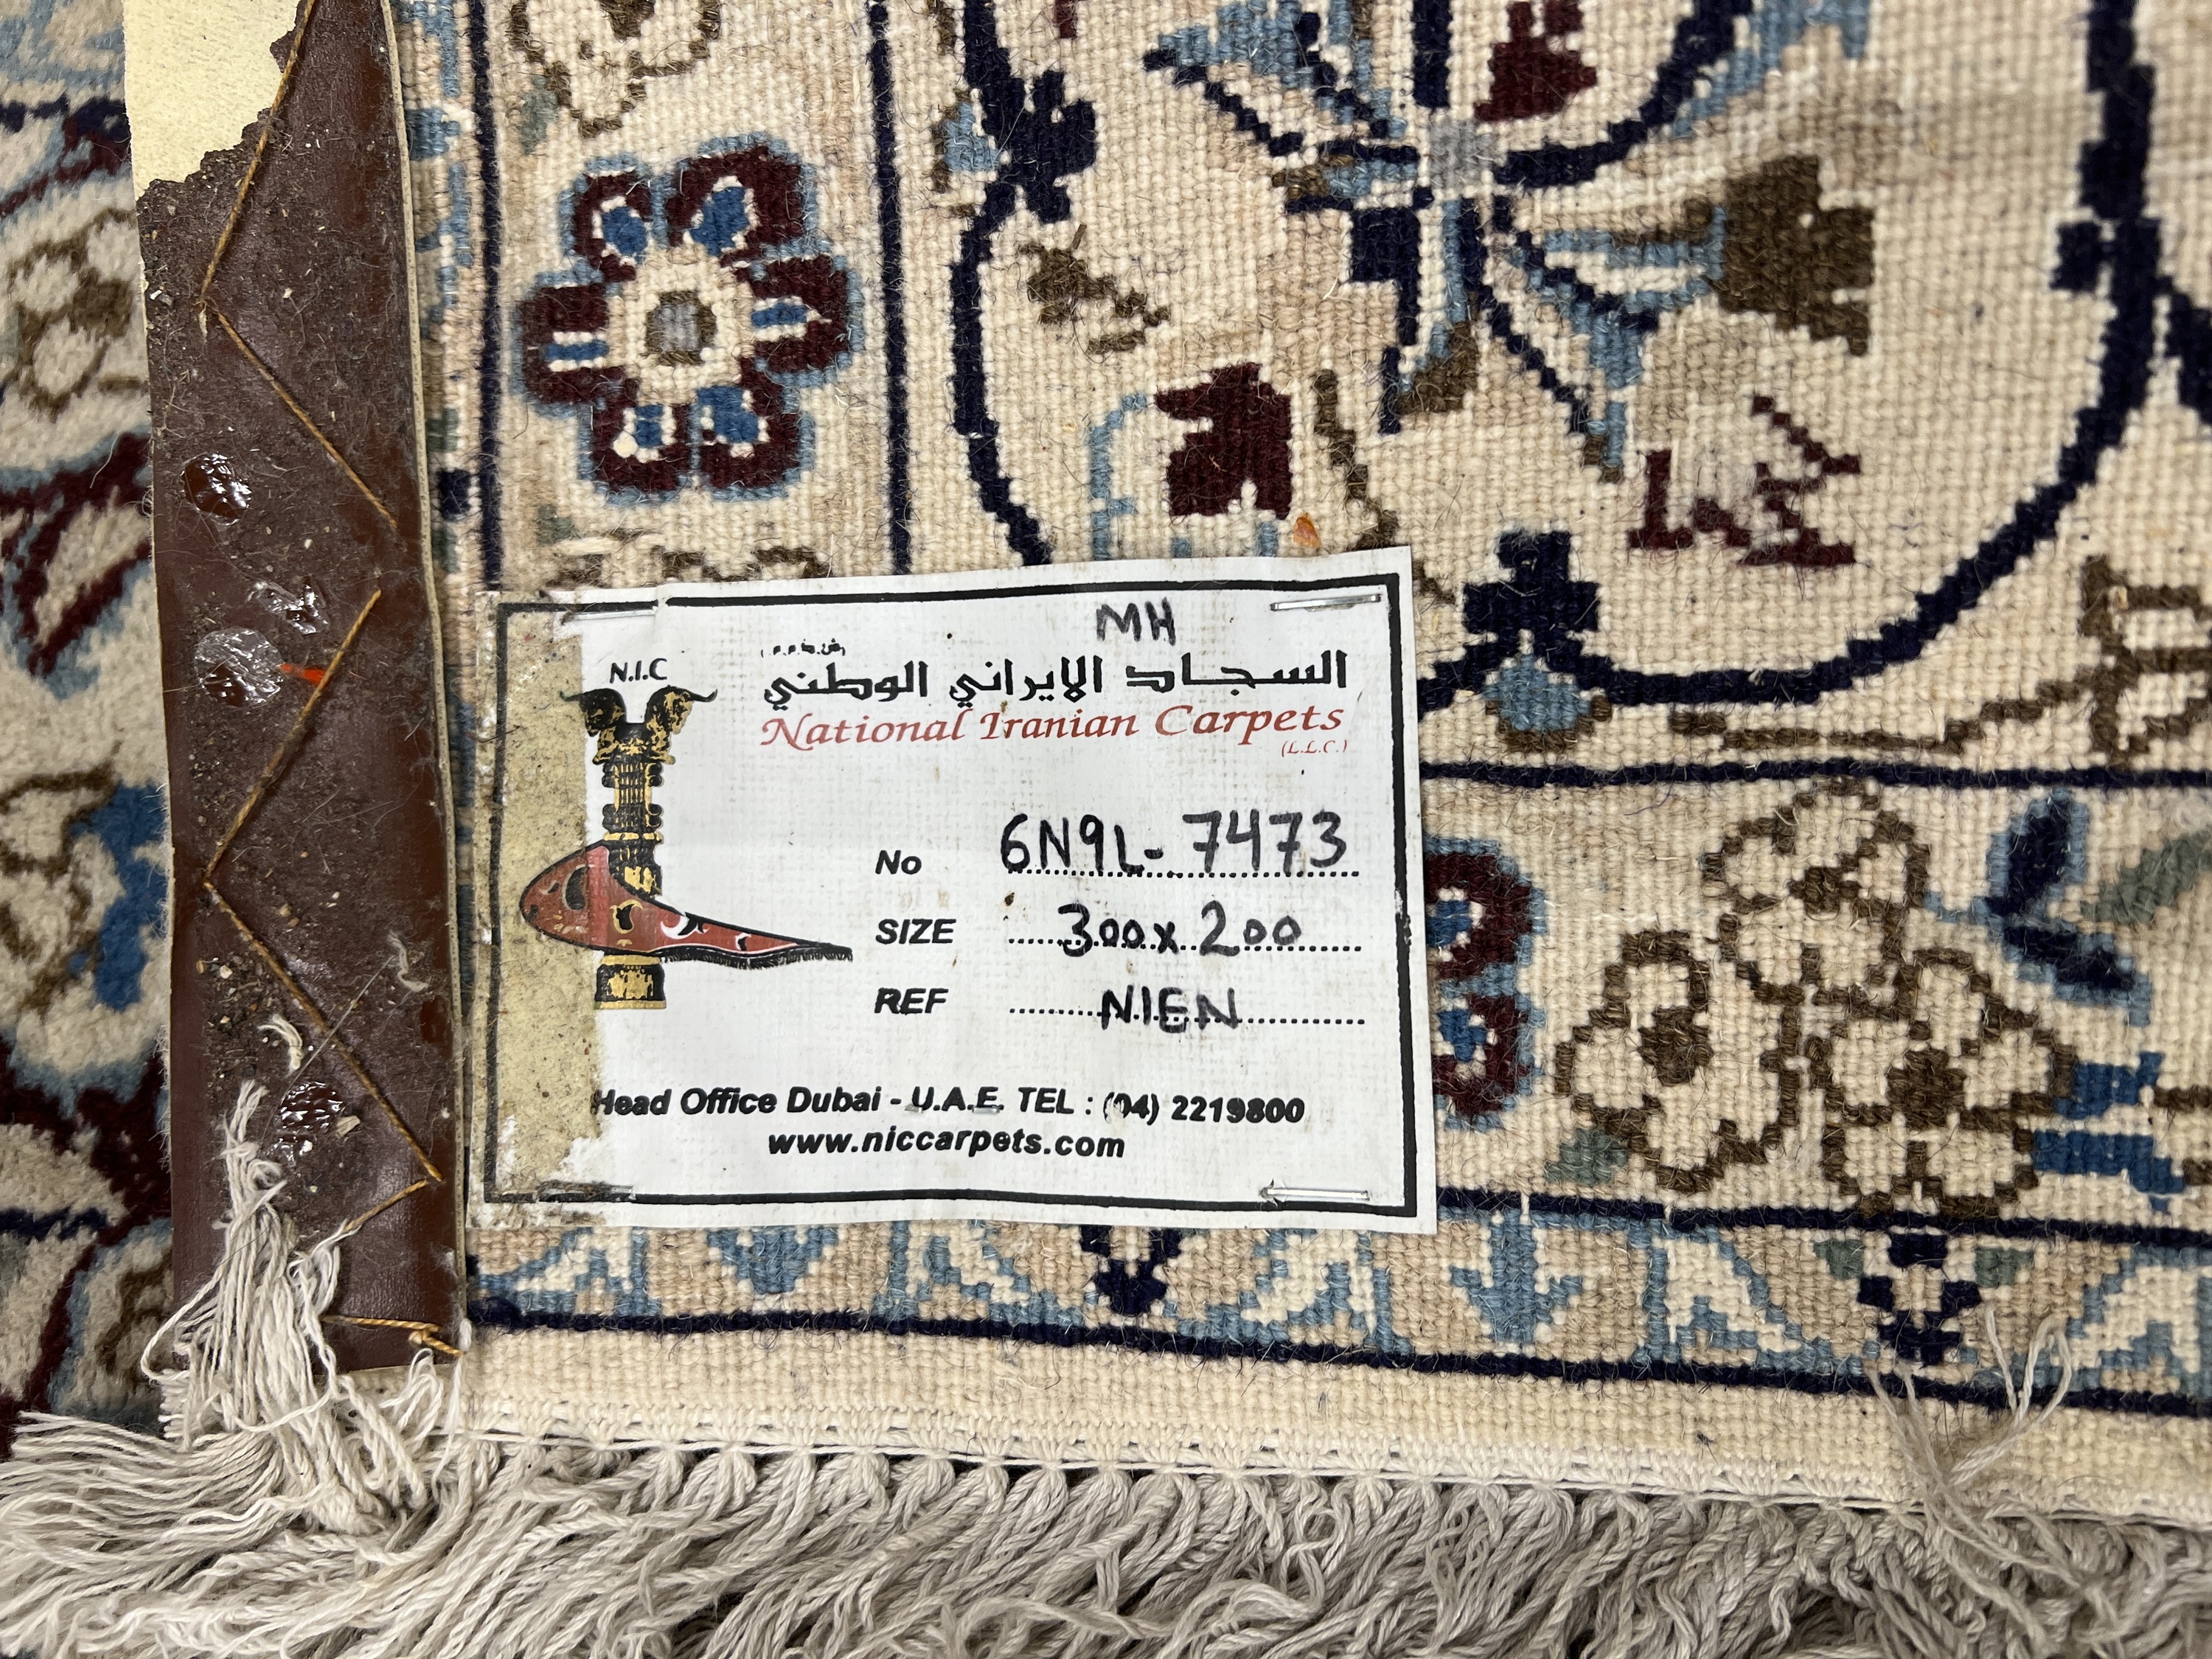 MH
(ش.ذ.م.م)
N.I.C
السجاد الايراني الوطني
National Iranian Carpets
(L.L.C.)
No 6N9L- 7473
SIZE 300x200
REF NIEN
Head Office Dubai - U.A.E. TEL : (04) 2219800
www.niccarpets.com